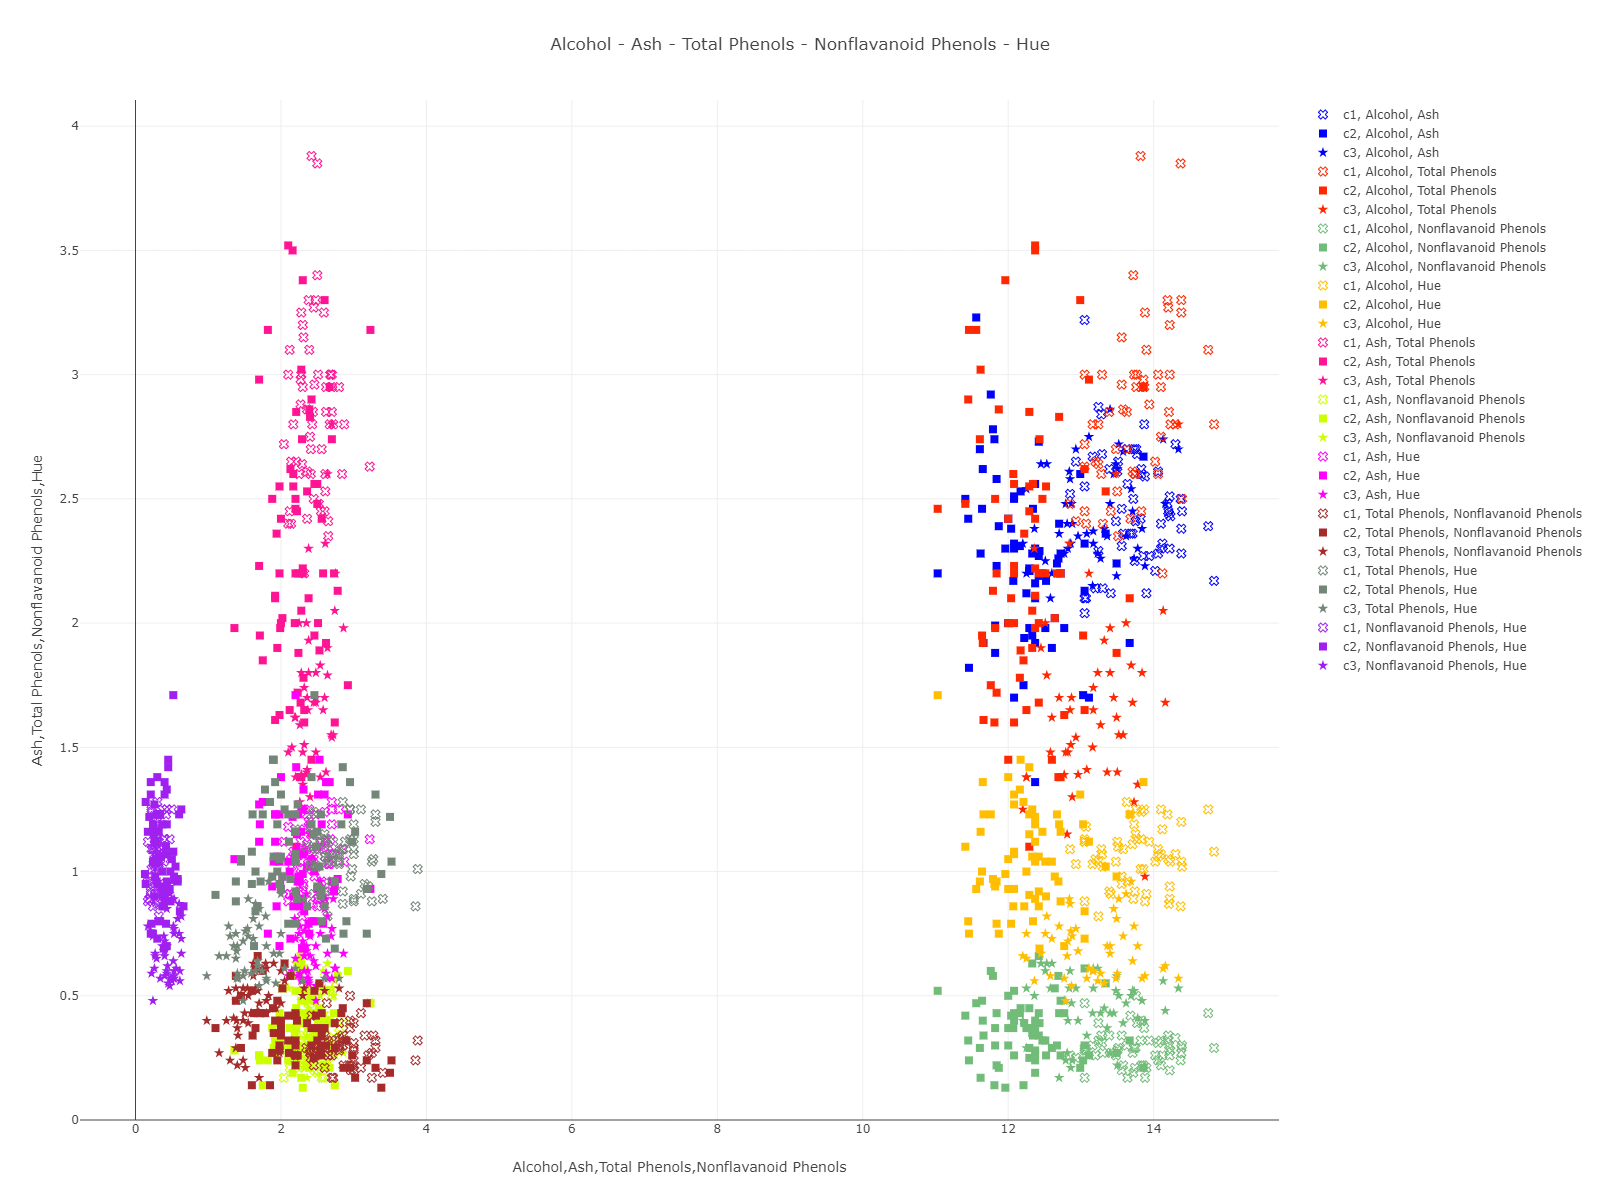 Alcohol - Ash - Total Phenols - Nonflavanoid Phenols - Hue
Ash,Total Phenols,Nonflavanoid Phenols,Hue
4
3.5
3
2.5
2
1.5
1
0.5
0
0 2 4 6 8 10 12 14
Alcohol,Ash,Total Phenols,Nonflavanoid Phenols
c1, Alcohol, Ash
c2, Alcohol, Ash
c3, Alcohol, Ash
c1, Alcohol, Total Phenols
c2, Alcohol, Total Phenols
c3, Alcohol, Total Phenols
c1, Alcohol, Nonflavanoid Phenols
c2, Alcohol, Nonflavanoid Phenols
c3, Alcohol, Nonflavanoid Phenols
c1, Alcohol, Hue
c2, Alcohol, Hue
c3, Alcohol, Hue
c1, Ash, Total Phenols
c2, Ash, Total Phenols
c3, Ash, Total Phenols
c1, Ash, Nonflavanoid Phenols
c2, Ash, Nonflavanoid Phenols
c3, Ash, Nonflavanoid Phenols
c1, Ash, Hue
c2, Ash, Hue
c3, Ash, Hue
c1, Total Phenols, Nonflavanoid Phenols
c2, Total Phenols, Nonflavanoid Phenols
c3, Total Phenols, Nonflavanoid Phenols
c1, Total Phenols, Hue
c2, Total Phenols, Hue
c3, Total Phenols, Hue
c1, Nonflavanoid Phenols, Hue
c2, Nonflavanoid Phenols, Hue
c3, Nonflavanoid Phenols, Hue